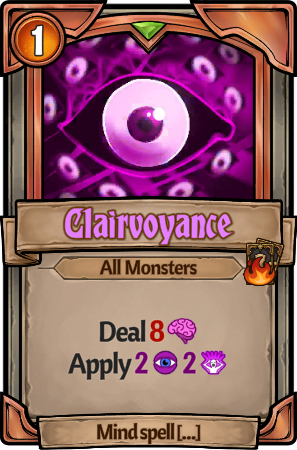 1
Clairvoyance
All Monsters
Deal 8
Apply 2 2
Mind spell [...]